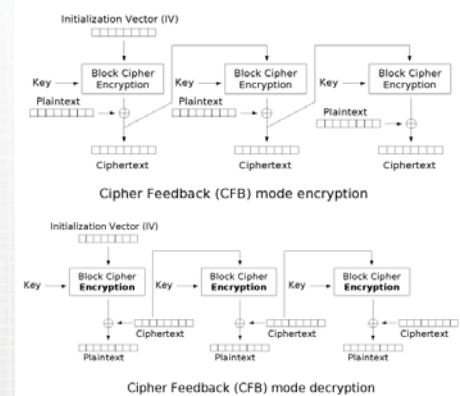 Initialization Vector (IV)
Key
Block Cipher
Encryption
Key
Block Cipher
Encryption
Key
Block Cipher
Encryption
Plaintext
Plaintext
Plaintext
Ciphertext
Ciphertext
Ciphertext
Cipher Feedback (CFB) mode encryption
Initialization Vector (IV)
Key
Block Cipher
Encryption
Key
Block Cipher
Encryption
Key
Block Cipher
Encryption
Ciphertext
Ciphertext
Ciphertext
Plaintext
Plaintext
Plaintext
Cipher Feedback (CFB) mode decryption